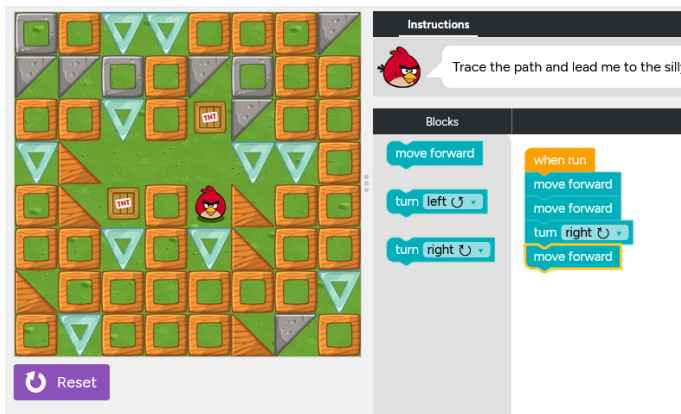 Instructions
Trace the path and lead me to the silly
TNT
Blocks
move forward
when run
move forward
turn left
move forward
TNT
turn right
turn right
move forward
Reset